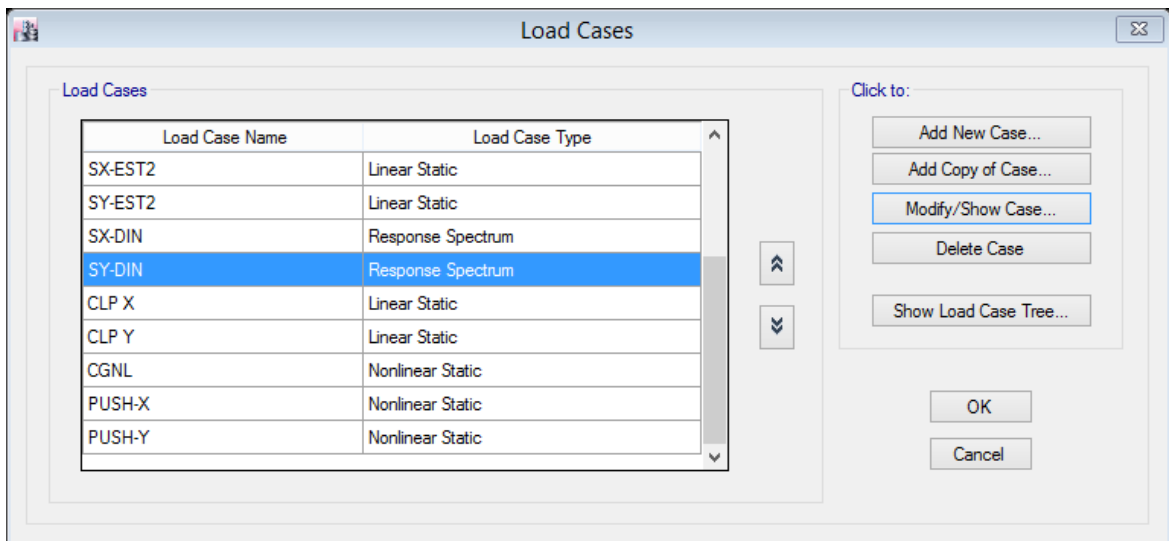 Load Cases
Load Cases
Click to:
Load Case Name Load Case Type
SX-EST2 Linear Static
SY-EST2 Linear Static
SX-DIN Response Spectrum
SY-DIN Response Spectrum
CLP X Linear Static
CLP Y Linear Static
CGNL Nonlinear Static
PUSH-X Nonlinear Static
PUSH-Y Nonlinear Static
Add New Case...
Add Copy of Case...
Modify/Show Case...
Delete Case
Show Load Case Tree...
OK
Cancel